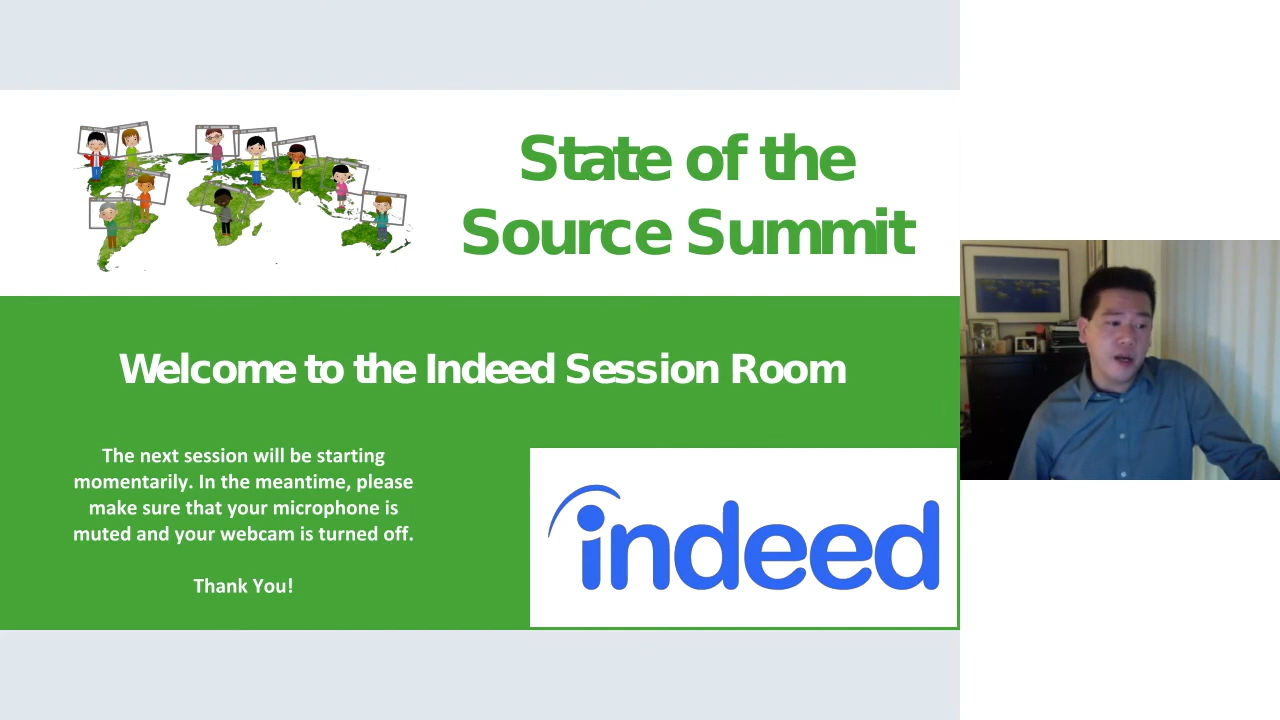 State of the
Source Summit
Welcome to the Indeed Session Room
The next session will be starting
momentarily. In the meantime, please
make sure that your microphone is
muted and your webcam is turned off.
Thank You!
indeed